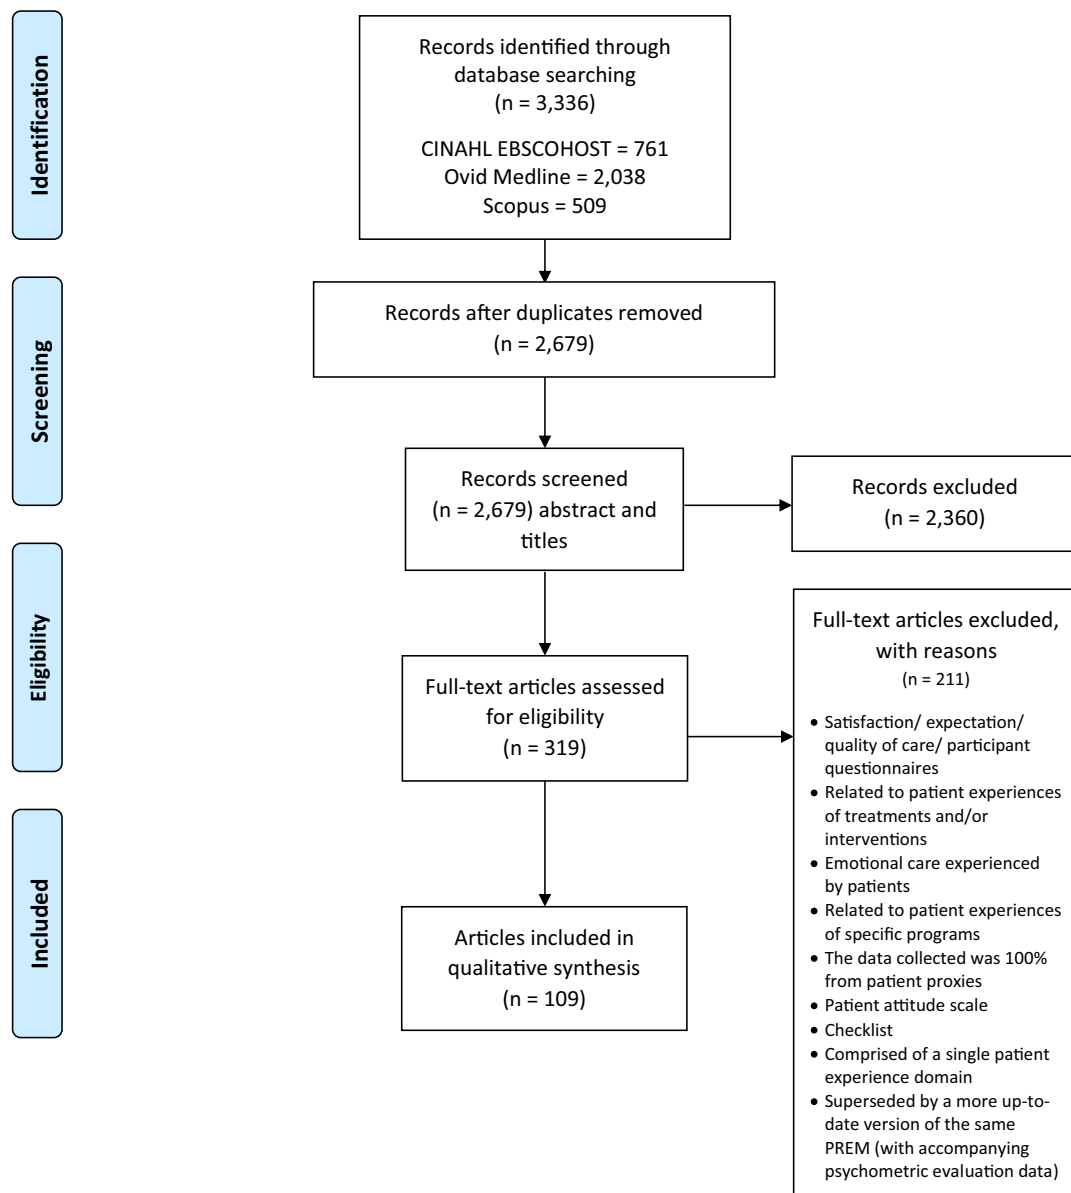 Identification
Records identified through
database searching
(n = 3,336)
CINAHL EBSCOHOST = 761
Ovid Medline = 2,038
Scopus = 509
Screening
Records after duplicates removed
(n = 2,679)
Records screened
(n = 2,679) abstract and
titles
Records excluded
(n = 2,360)
Eligibility
Full-text articles assessed
for eligibility
(n = 319)
Full-text articles excluded,
with reasons
(n = 211)
• Satisfaction/ expectation/
quality of care/ participant
questionnaires
• Related to patient experiences
of treatments and/or
interventions
• Emotional care experienced
by patients
• Related to patient experiences
of specific programs
• The data collected was 100%
from patient proxies
• Patient attitude scale
• Checklist
• Comprised of a single patient
experience domain
• Superseded by a more up-to-
date version of the same
PREM (with accompanying
psychometric evaluation data)
Included
Articles included in
qualitative synthesis
(n = 109)